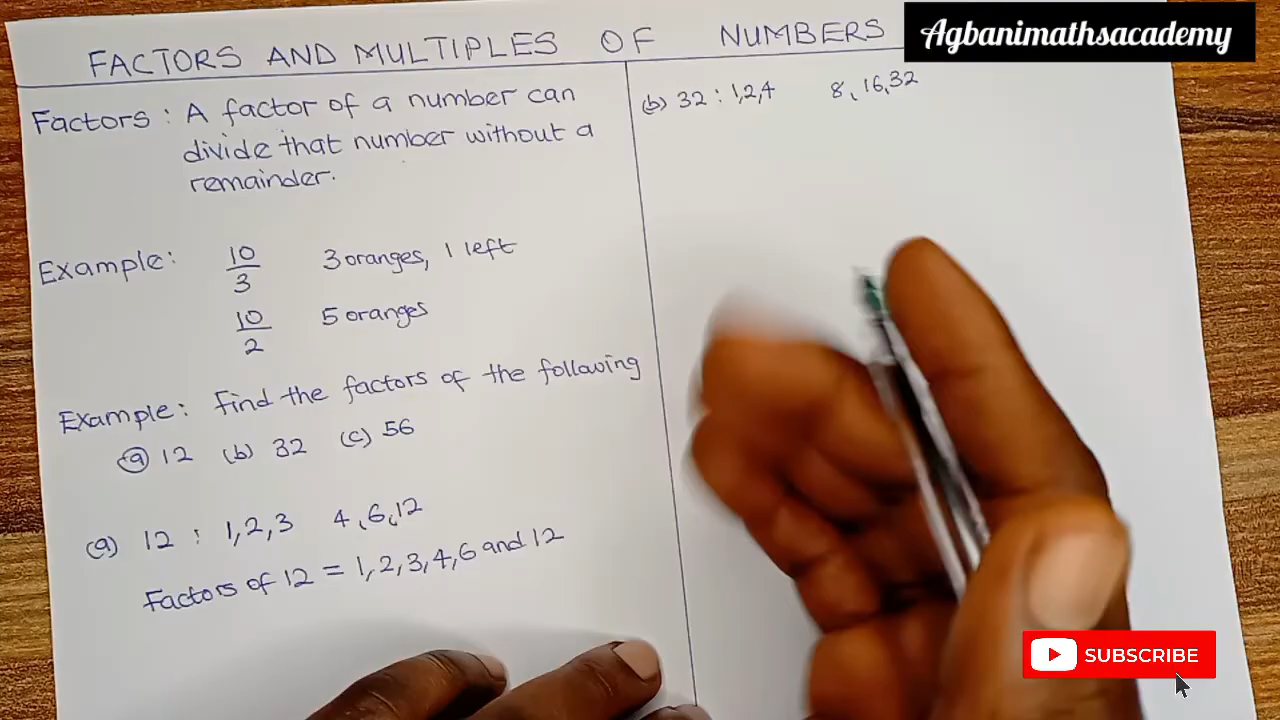 FACTORS AND MULTIPLES OF NUMBERS
Agbanimathsacademy
Factors: A factor of a number can
divide that number without a
remainder.
Example: 10/3 3 oranges, 1 left
10/2 5 oranges
Example: Find the factors of the following
(a) 12 (b) 32 (c) 56
(a) 12 : 1,2,3 4,6,12
Factors of 12 = 1,2,3,4,6 and 12
(b) 32 : 1,2,4 8,16,32
SUBSCRIBE